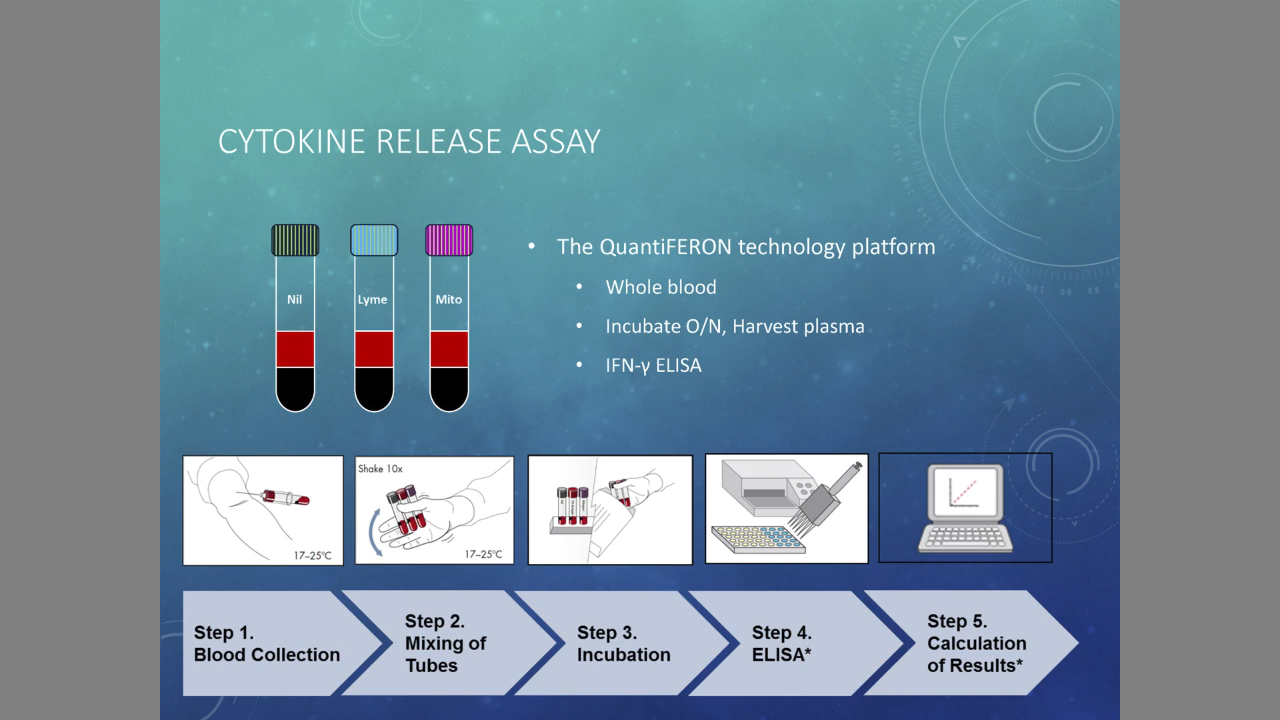 CYTOKINE RELEASE ASSAY
Nil
Lyme
Mito
• The QuantiFERON technology platform
• Whole blood
• Incubate O/N, Harvest plasma
• IFN-γ ELISA
17–25°C
Shake 10x
17–25°C
Step 1.
Blood Collection
Step 2.
Mixing of
Tubes
Step 3.
Incubation
Step 4.
ELISA*
Step 5.
Calculation
of Results*